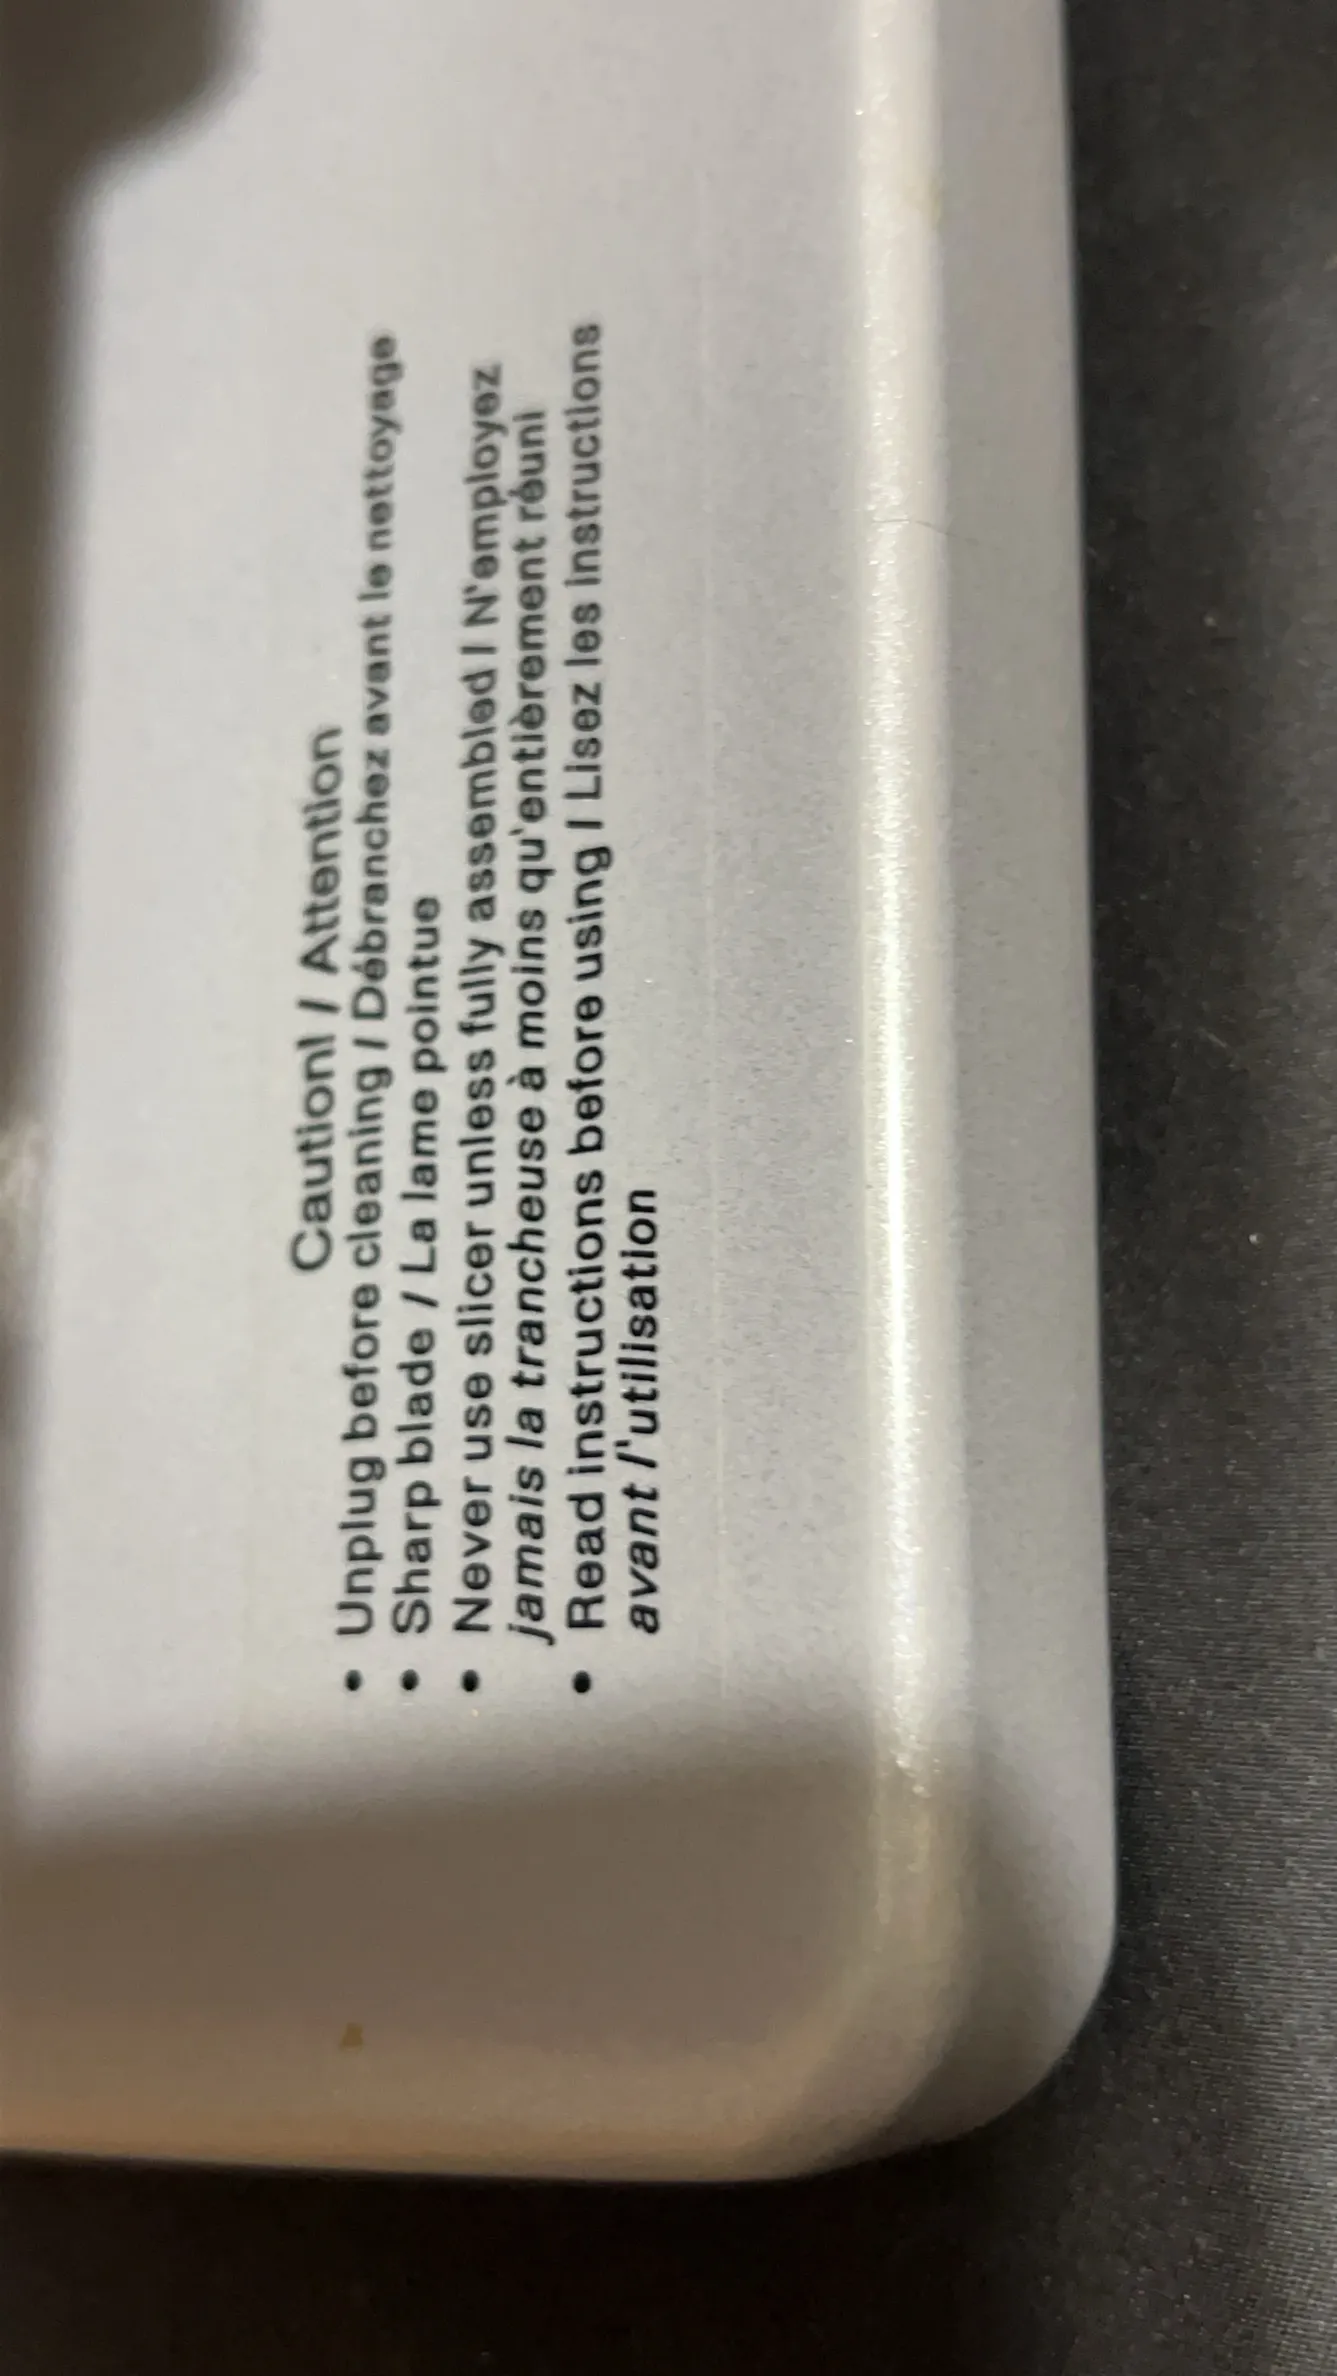 Caution! / Attention
• Unplug before cleaning / Débranchez avant le nettoyage
• Sharp blade / La lame pointue
• Never use slicer unless fully assembled / N'employez
jamais la trancheuse à moins qu'entièrement réuni
• Read instructions before using / Lisez les instructions
avant l'utilisation